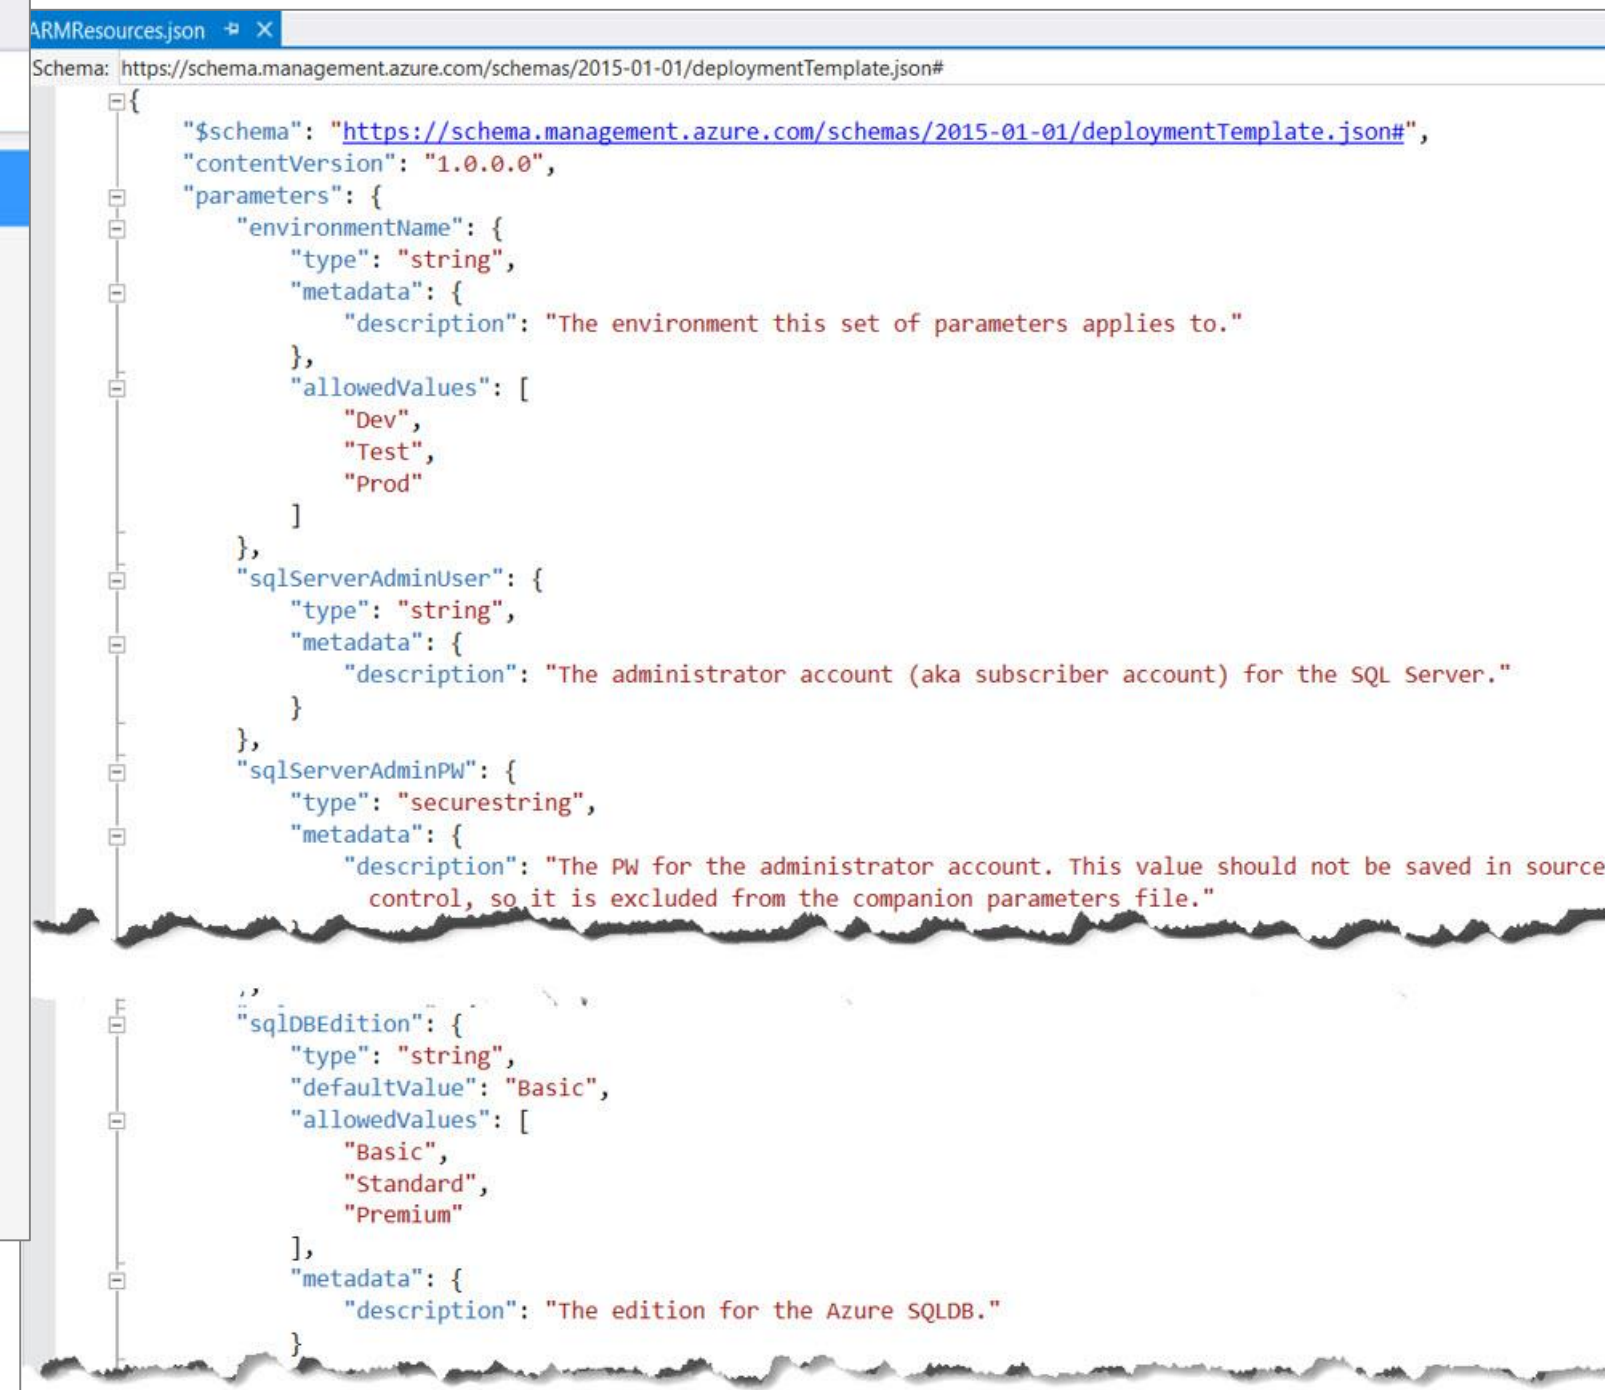 ARMResources.json
Schema: https://schema.management.azure.com/schemas/2015-01-01/deploymentTemplate.json#
{
"$schema": "https://schema.management.azure.com/schemas/2015-01-01/deploymentTemplate.json#",
"contentVersion": "1.0.0.0",
"parameters": {
"environmentName": {
"type": "string",
"metadata": {
"description": "The environment this set of parameters applies to."
},
"allowedValues": [
"Dev",
"Test",
"Prod"
]
},
"sqlServerAdminUser": {
"type": "string",
"metadata": {
"description": "The administrator account (aka subscriber account) for the SQL Server."
}
},
"sqlServerAdminPW": {
"type": "securestring",
"metadata": {
"description": "The PW for the administrator account. This value should not be saved in source
control, so it is excluded from the companion parameters file."
"sqlDBEdition": {
"type": "string",
"defaultValue": "Basic",
"allowedValues": [
"Basic",
"Standard",
"Premium"
],
"metadata": {
"description": "The edition for the Azure SQLDB."
}